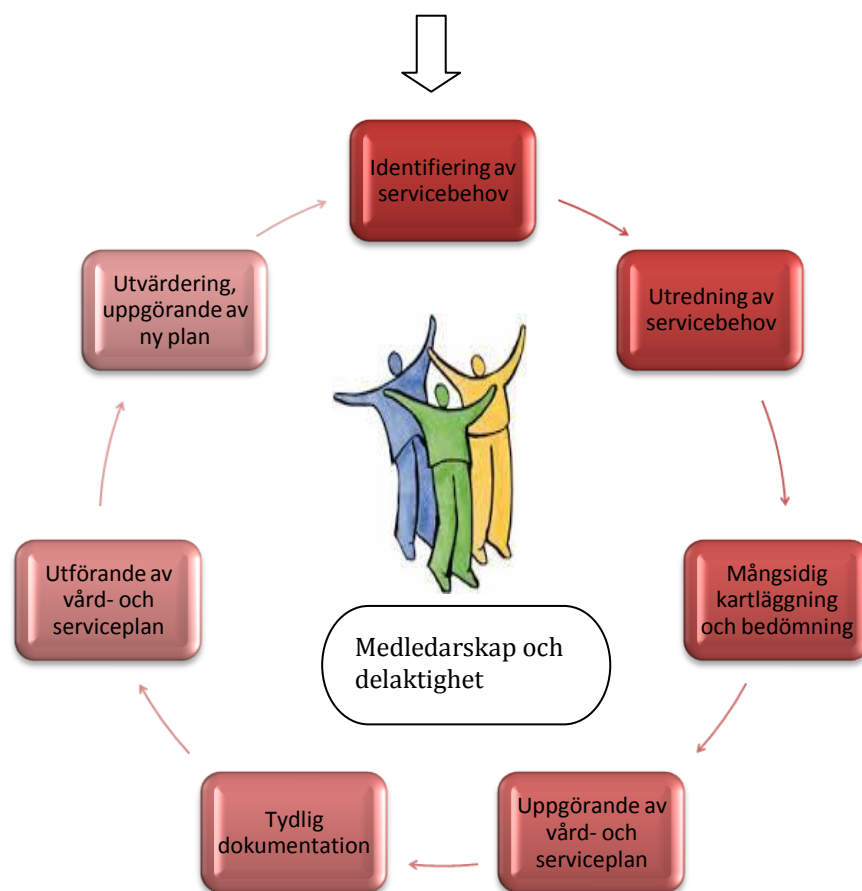 Identifiering av
servicebehov
Utredning av
servicebehov
Mångsidig
kartläggning
och bedömning
Uppgörande av
vård- och
serviceplan
Tydlig
dokumentation
Utförande av
vård- och
serviceplan
Utvärdering,
uppgörande av
ny plan
Medledarskap och
delaktighet